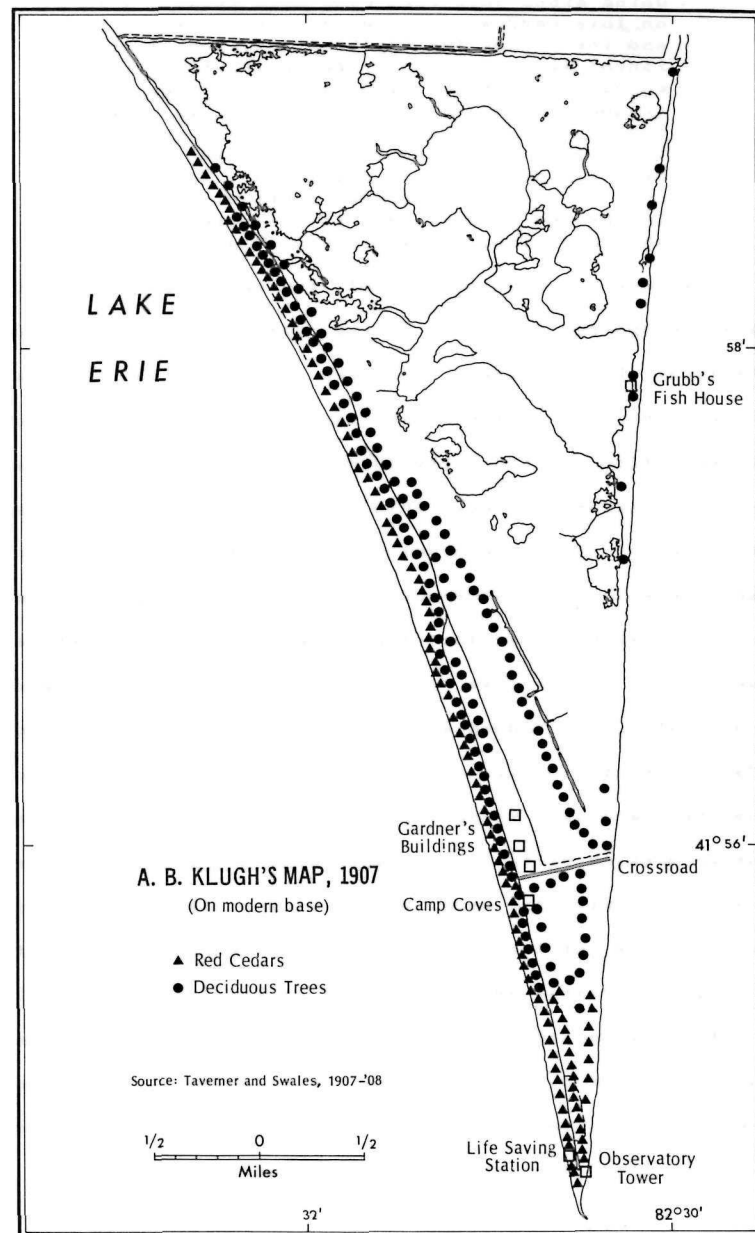 LAKE
ERIE
58'
Grubb's
Fish House
Gardner's
Buildings
41° 56'
Crossroad
A. B. KLUGH'S MAP, 1907
(On modern base)
Camp Coves
Red Cedars
Deciduous Trees
Source: Taverner and Swales, 1907-'08
1/2 0 1/2
Miles
Life Saving
Station
Observatory
Tower
32'
82° 30'